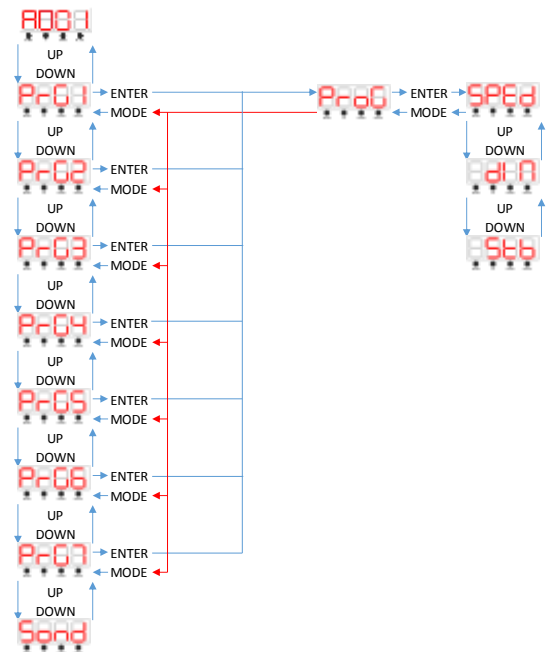 A001
UP
DOWN
PrG1 ENTER ProG ENTER SPEd
MODE MODE
UP UP
DOWN DOWN
PrG2 ENTER dIM
MODE
UP UP
DOWN DOWN
PrG3 ENTER Stb
MODE
UP
DOWN
PrG4 ENTER
MODE
UP
DOWN
PrG5 ENTER
MODE
UP
DOWN
PrG6 ENTER
MODE
UP
DOWN
PrG7 ENTER
MODE
UP
DOWN
Sond